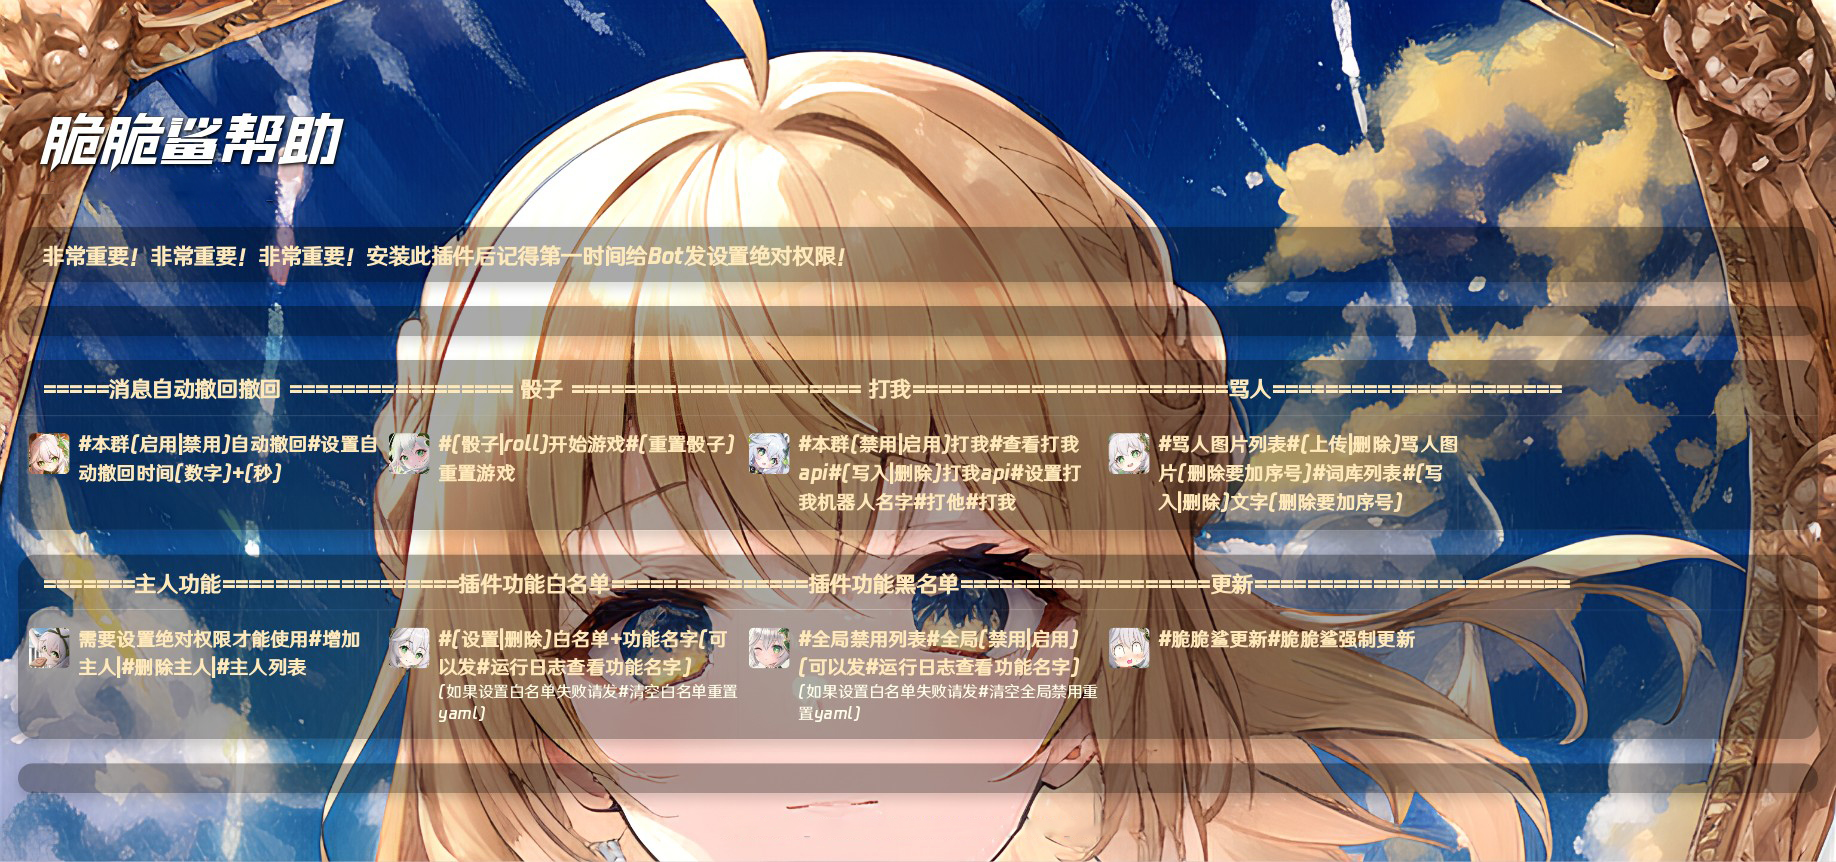 脆脆鲨帮助
非常重要！非常重要！非常重要！安装此插件后记得第一时间给Bot发设置绝对权限！
=====消息自动撤回撤回 ================= 骰子 ====================== 打我========================骂人======================
#本群(启用|禁用)自动撤回#设置自
动撤回时间(数字)+(秒)
#(骰子|roll)开始游戏#(重置骰子)
重置游戏
#本群(禁用|启用)打我#查看打我
api#(写入|删除)打我api#设置打
我机器人名字#打他#打我
#骂人图片列表#(上传|删除)骂人图
片(删除要加序号)#词库列表#(写
入|删除)文字(删除要加序号)
=======主人功能==================插件功能白名单===============插件功能黑名单===================更新========================
需要设置绝对权限才能使用#增加
主人|#删除主人|#主人列表
#(设置|删除)白名单+功能名字(可
以发#运行日志查看功能名字)
(如果设置白名单失败请发#清空白名单重置
yaml)
#全局禁用列表#全局(禁用|启用)
(可以发#运行日志查看功能名字)
(如果设置白名单失败请发#清空全局禁用重
置yaml)
#脆脆鲨更新#脆脆鲨强制更新